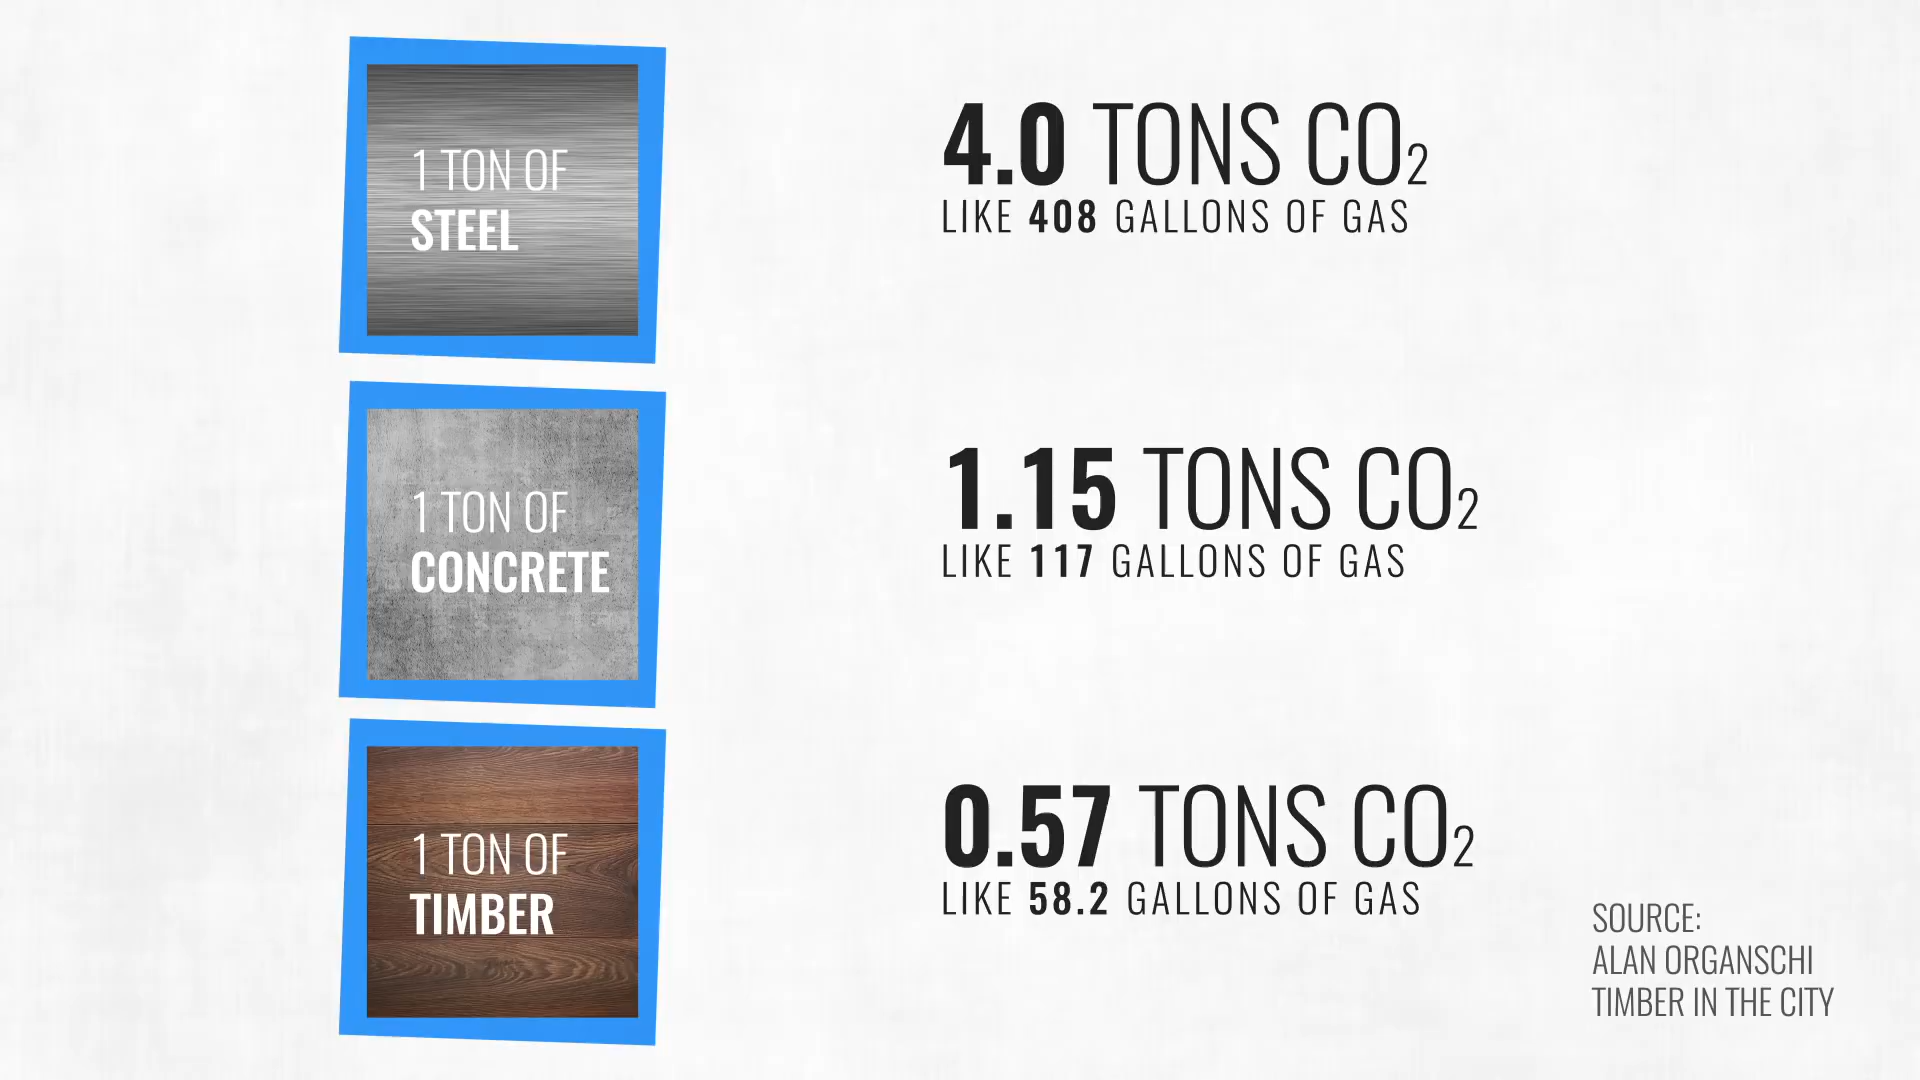 1 TON OF
STEEL
4.0 TONS CO₂
LIKE 408 GALLONS OF GAS
1 TON OF
CONCRETE
1.15 TONS CO₂
LIKE 117 GALLONS OF GAS
1 TON OF
TIMBER
0.57 TONS CO₂
LIKE 58.2 GALLONS OF GAS
SOURCE:
ALAN ORGANSCHI
TIMBER IN THE CITY